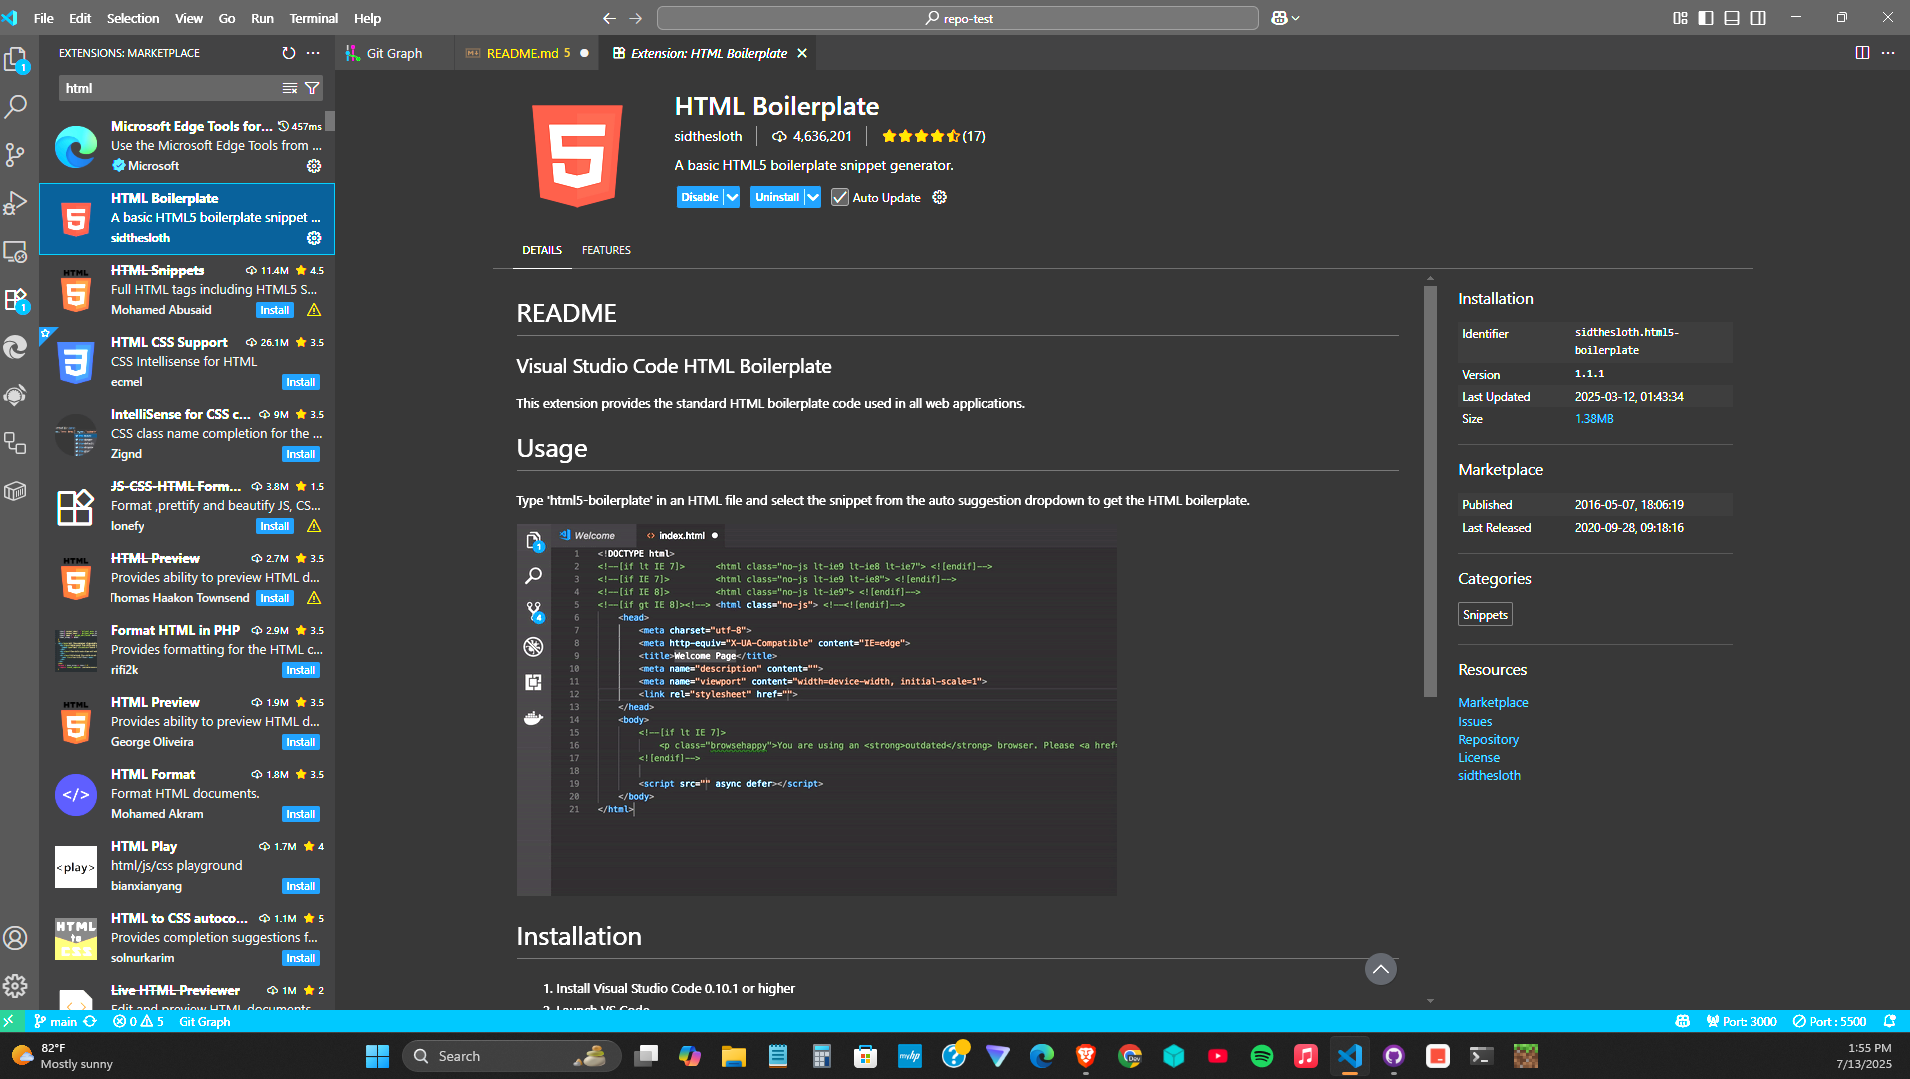 File Edit Selection View Go Run Terminal Help
repo-test
EXTENSIONS: MARKETPLACE
html
Microsoft Edge Tools for... 457ms
Use the Microsoft Edge Tools from ...
Microsoft
HTML Boilerplate
A basic HTML5 boilerplate snippet ...
sidthesloth
HTML Snippets 11.4M 4.5
Full HTML tags including HTML5 S...
Mohamed Abusaid Install
HTML CSS Support 26.1M 3.5
CSS Intellisense for HTML
ecmel Install
IntelliSense for CSS c... 9M 3.5
CSS class name completion for the ...
Zignd Install
JS-CSS-HTML Form... 3.8M 1.5
Format ,prettify and beautify JS, CS...
lonefy Install
HTML Preview 2.7M 3.5
Provides ability to preview HTML d...
Thomas Haakon Townsend Install
Format HTML in PHP 2.9M 3.5
Provides formatting for the HTML c...
rifi2k Install
HTML Preview 1.9M 3.5
Provides ability to preview HTML d...
George Oliveira Install
HTML Format 1.8M 3.5
Format HTML documents.
Mohamed Akram Install
HTML Play 1.7M 4
html/js/css playground
bianxianyang Install
HTML to CSS autoco... 1.1M 5
Provides completion suggestions f...
solnurkarim Install
Live HTML Previewer 1M 2
Edit and preview HTML documents
Git Graph
README.md 5
Extension: HTML Boilerplate
HTML Boilerplate
sidthesloth 4,636,201 (17)
A basic HTML5 boilerplate snippet generator.
Disable Uninstall Auto Update
DETAILS FEATURES
README
Visual Studio Code HTML Boilerplate
This extension provides the standard HTML boilerplate code used in all web applications.
Usage
Type 'html5-boilerplate' in an HTML file and select the snippet from the auto suggestion dropdown to get the HTML boilerplate.
Welcome index.html
1 <!DOCTYPE html>
2 <!--[if lt IE 7]> <html class="no-js lt-ie9 lt-ie8 lt-ie7"> <![endif]-->
3 <!--[if IE 7]> <html class="no-js lt-ie9 lt-ie8"> <![endif]-->
4 <!--[if IE 8]> <html class="no-js lt-ie9"> <![endif]-->
5 <!--[if gt IE 8]><!--> <html class="no-js"> <!--<![endif]-->
6 <head>
7 <meta charset="utf-8">
8 <meta http-equiv="X-UA-Compatible" content="IE=edge">
9 <title>Welcome Page</title>
10 <meta name="description" content="">
11 <meta name="viewport" content="width=device-width, initial-scale=1">
12 <link rel="stylesheet" href="">
13 </head>
14 <body>
15 <!--[if lt IE 7]>
16 <p class="browsehappy">You are using an <strong>outdated</strong> browser. Please <a href=
17 <![endif]-->
18
19 <script src="" async defer></script>
20 </body>
21 </html>
Installation
1. Install Visual Studio Code 0.10.1 or higher
2. Launch VS Code
Installation
Identifier sidthesloth.html5-
boilerplate
Version 1.1.1
Last Updated 2025-03-12, 01:43:34
Size 1.38MB
Marketplace
Published 2016-05-07, 18:06:19
Last Released 2020-09-28, 09:18:16
Categories
Snippets
Resources
Marketplace
Issues
Repository
License
sidthesloth
main 0 5 Git Graph
Port: 3000 Port : 5500
82°F
Mostly sunny
Search
1:55 PM
7/13/2025